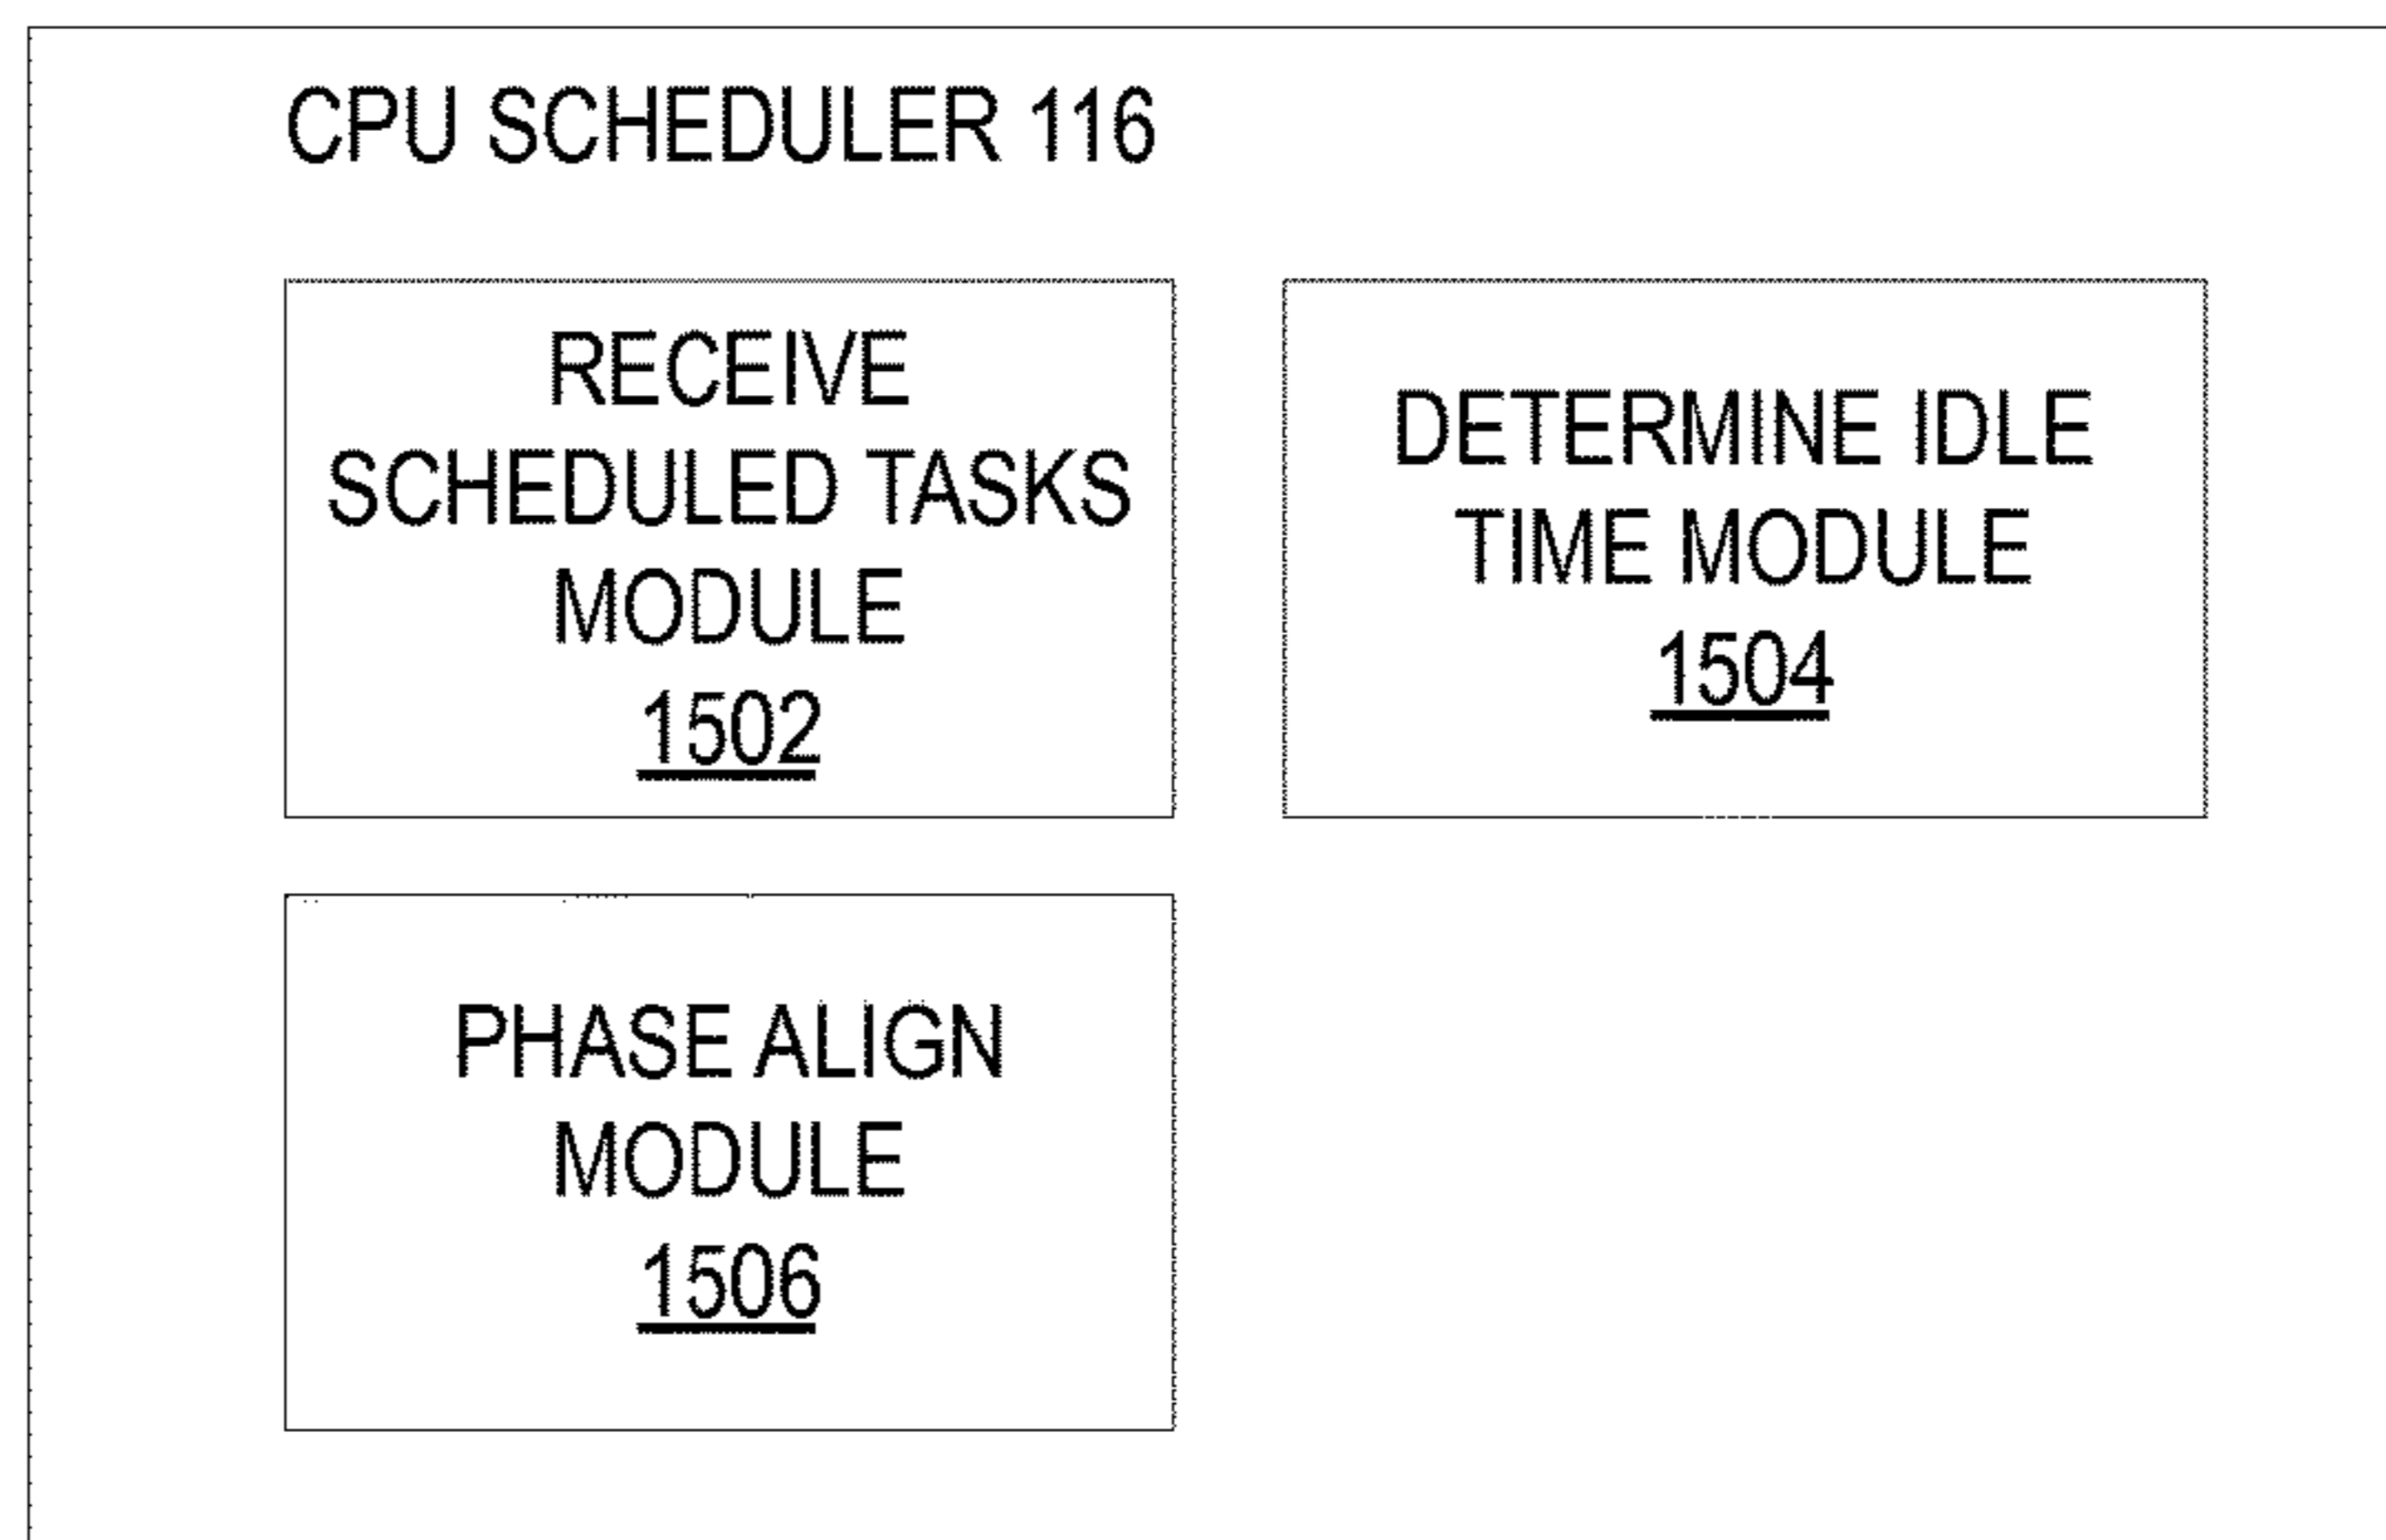 CPU SCHEDULER 116
RECEIVE
SCHEDULED TASKS
MODULE
1502
DETERMINE IDLE
TIME MODULE
1504
PHASE ALIGN
MODULE
1506